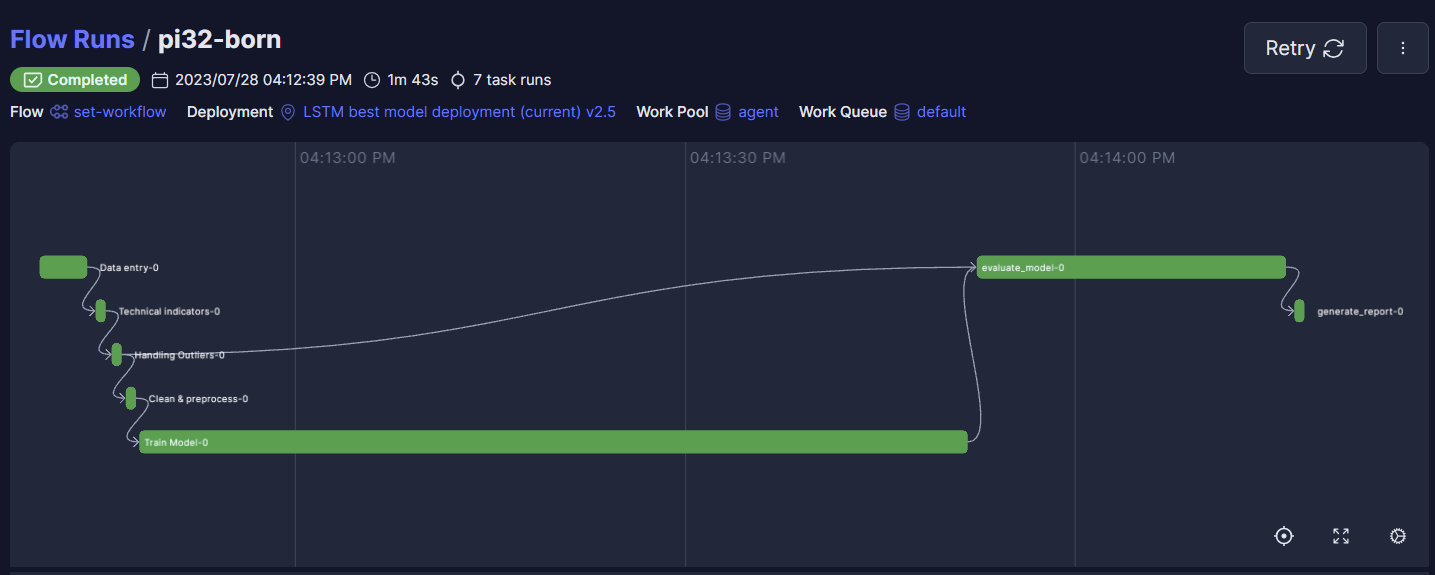 Flow Runs / pi32-born
Retry
Completed 2023/07/28 04:12:39 PM 1m 43s 7 task runs
Flow set-workflow Deployment LSTM best model deployment (current) v2.5 Work Pool agent Work Queue default
04:13:00 PM 04:13:30 PM 04:14:00 PM
Data entry-0 evaluate_model-0
Technical indicators-0 generate_report-0
Handling Outliers-0
Clean & preprocess-0
Train Model-0